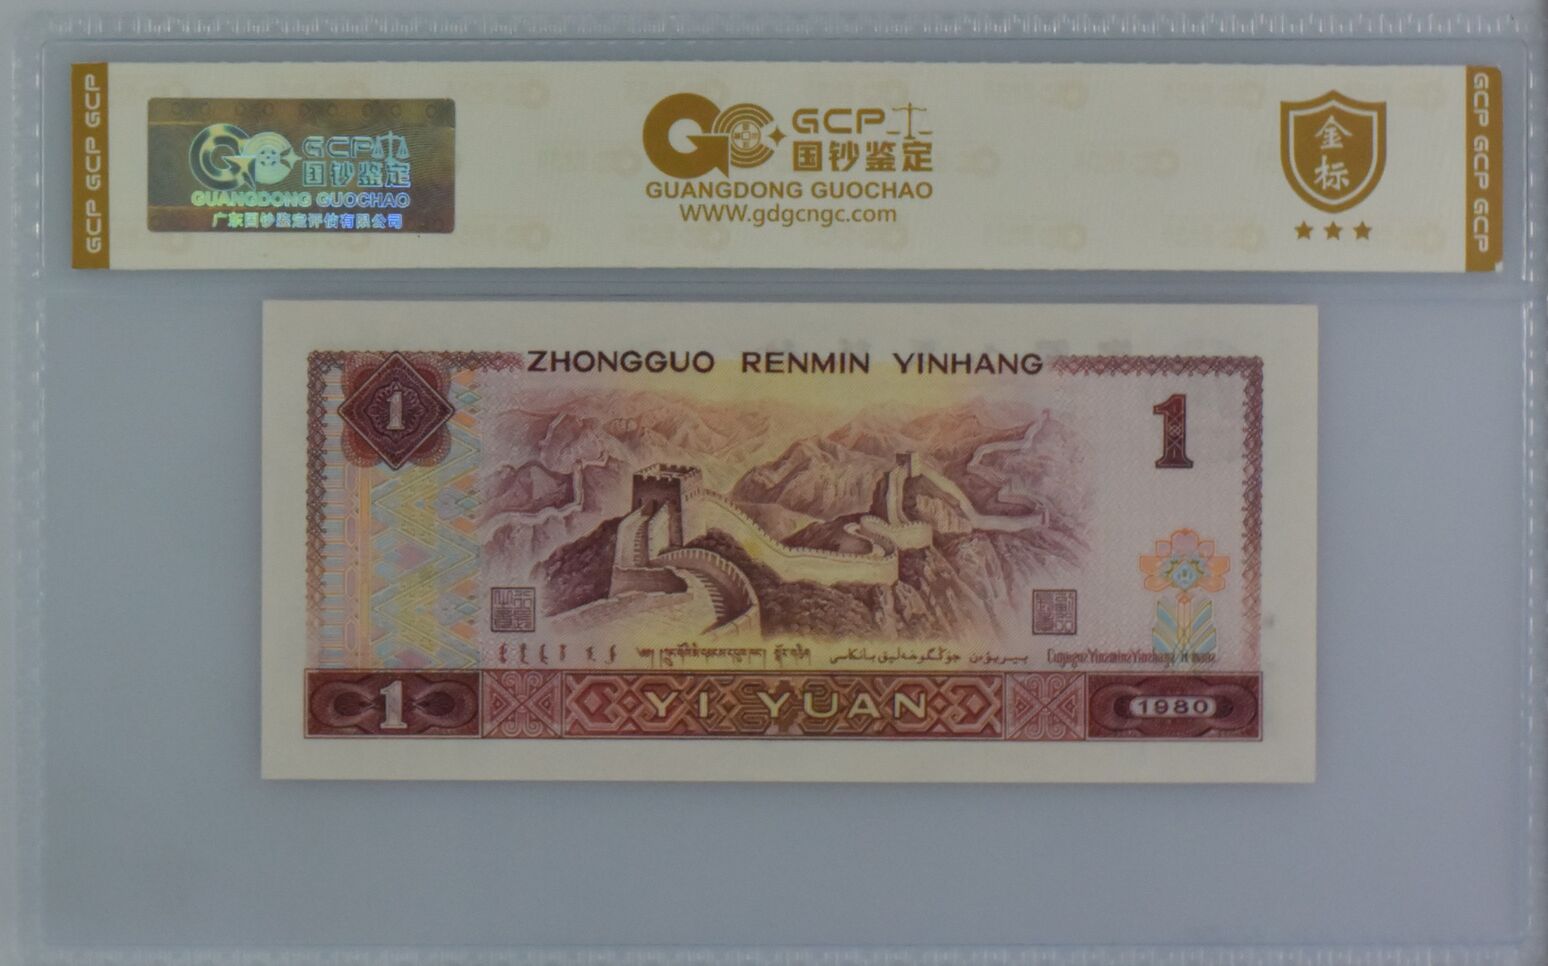 GCP GCP GCP
GCP
国钞鉴定
GUANGDONG GUOCHAO
广东国钞鉴定评估有限公司
GCP
国钞鉴定
GUANGDONG GUOCHAO
WWW.gdgcngc.com
金
标
GCP GCP GCP
ZHONGGUO RENMIN YINHANG
1
1
1
YI YUAN
1980